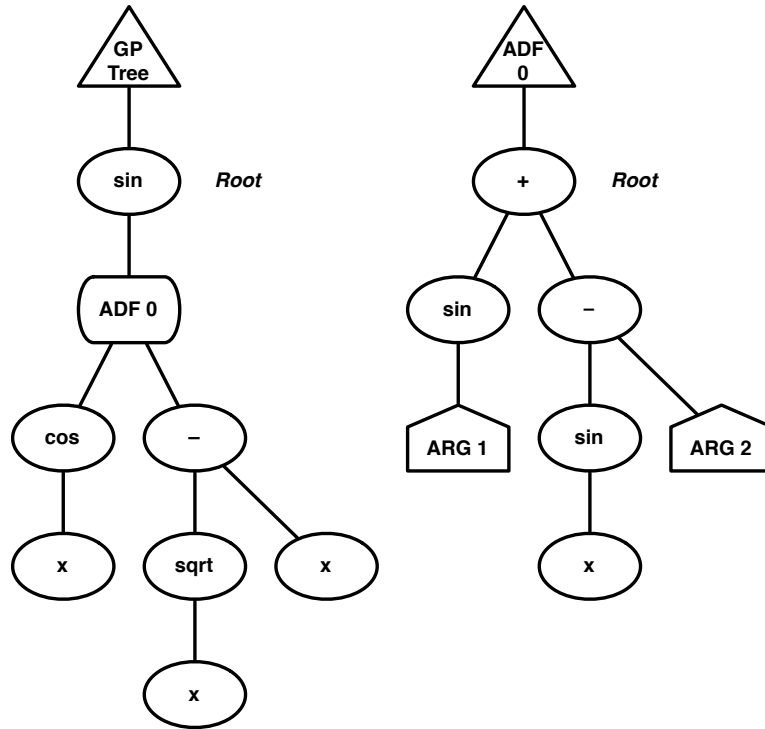 GP
Tree
sin
Root
ADF 0
cos
–
x
sqrt
x
x
ADF
0
+
Root
sin
–
ARG 1
sin
ARG 2
x